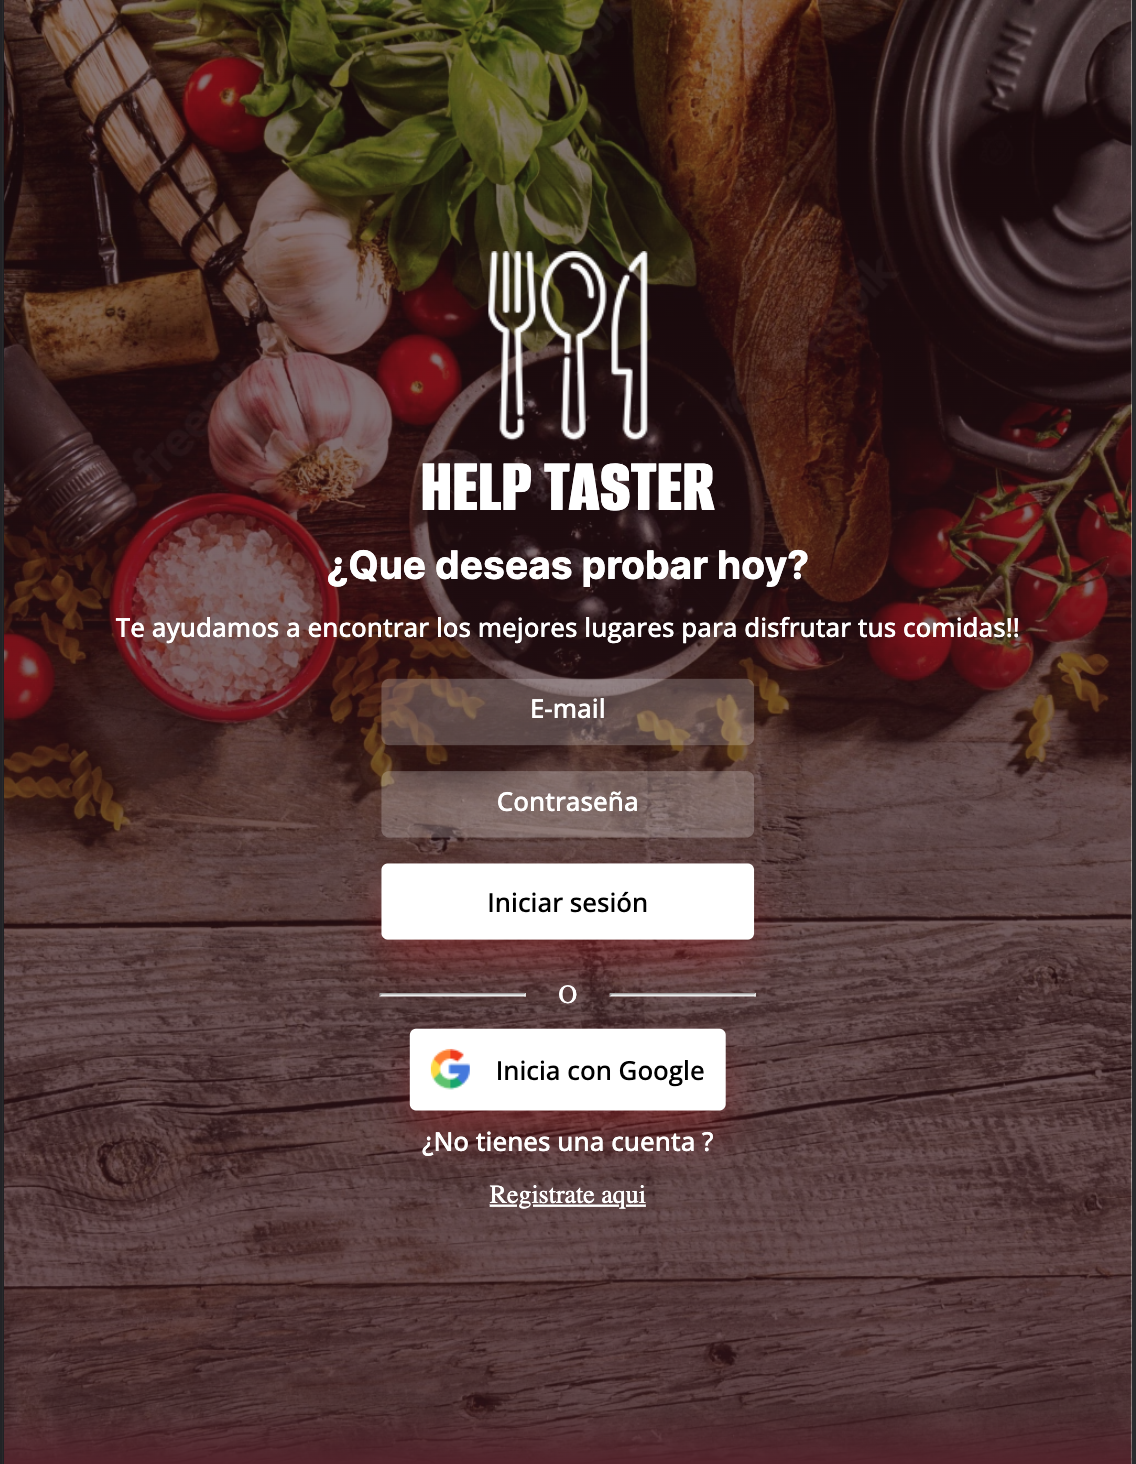 MINI
HELP TASTER
¿Que deseas probar hoy?
Te ayudamos a encontrar los mejores lugares para disfrutar tus comidas!!
E-mail
Contraseña
Iniciar sesión
O
Inicia con Google
¿No tienes una cuenta ?
Registrate aqui